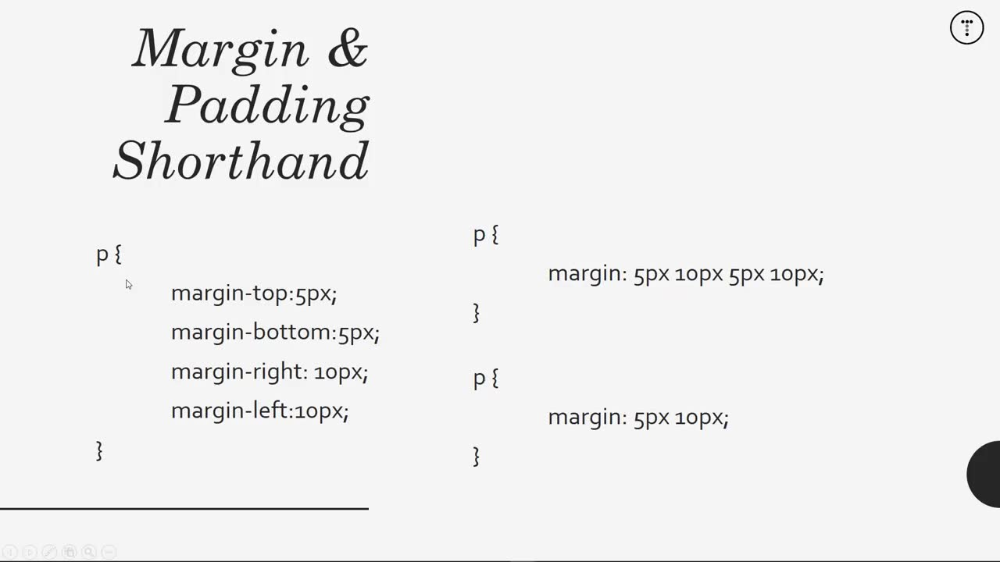 Margin &
Padding
Shorthand
p {
margin-top:5px;
margin-bottom:5px;
margin-right: 10px;
margin-left:10px;
}
p {
margin: 5px 10px 5px 10px;
}
p {
margin: 5px 10px;
}